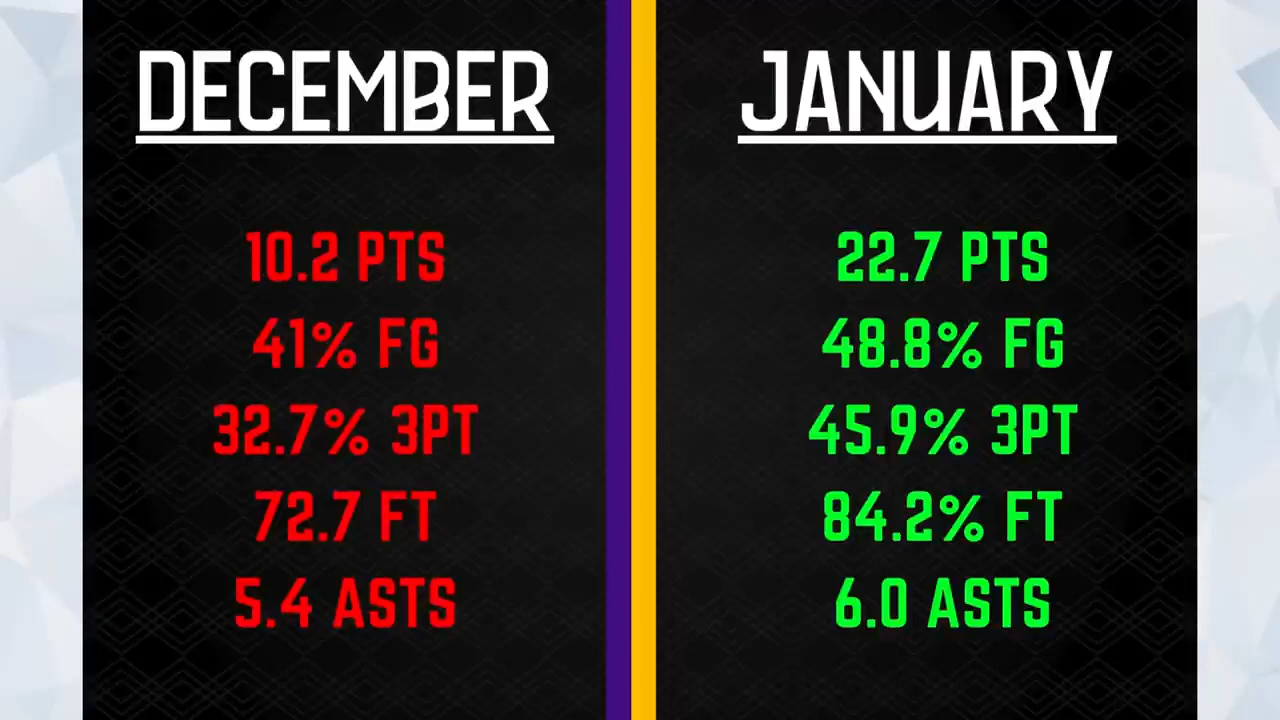 DECEMBER
10.2 PTS
41% FG
32.7% 3PT
72.7 FT
5.4 ASTS
JANUARY
22.7 PTS
48.8% FG
45.9% 3PT
84.2% FT
6.0 ASTS